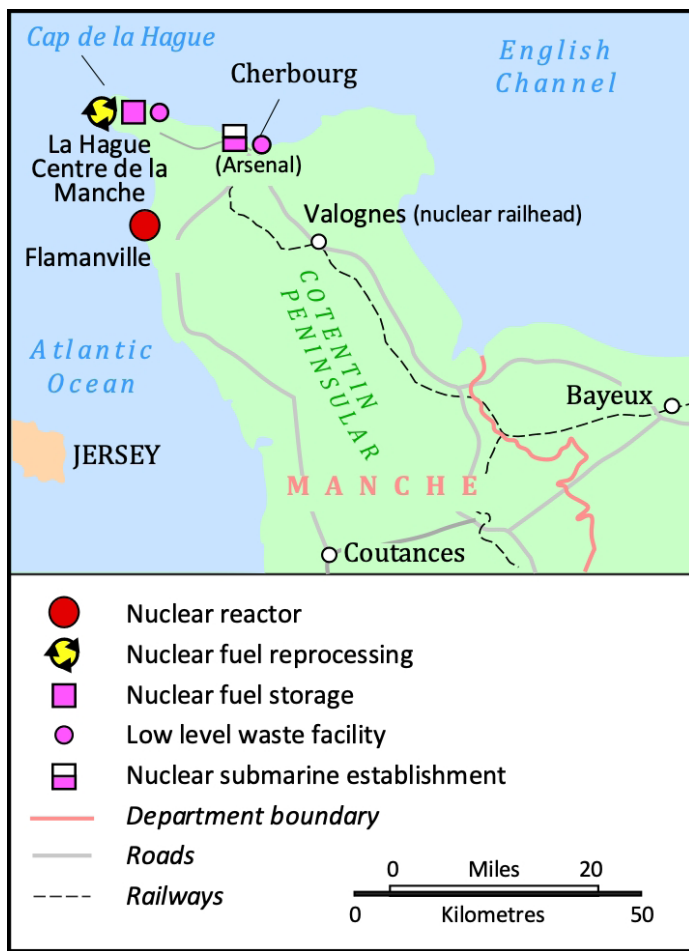 Cap de la Hague
English
Channel
Cherbourg
La Hague
Centre de la
Manche
(Arsenal)
Valognes (nuclear railhead)
Flamanville
COTENTIN
PENINSULAR
Atlantic
Ocean
Bayeux
JERSEY
MANCHE
Coutances
Nuclear reactor
Nuclear fuel reprocessing
Nuclear fuel storage
Low level waste facility
Nuclear submarine establishment
Department boundary
Roads
Railways
0 Miles 20
0 Kilometres 50